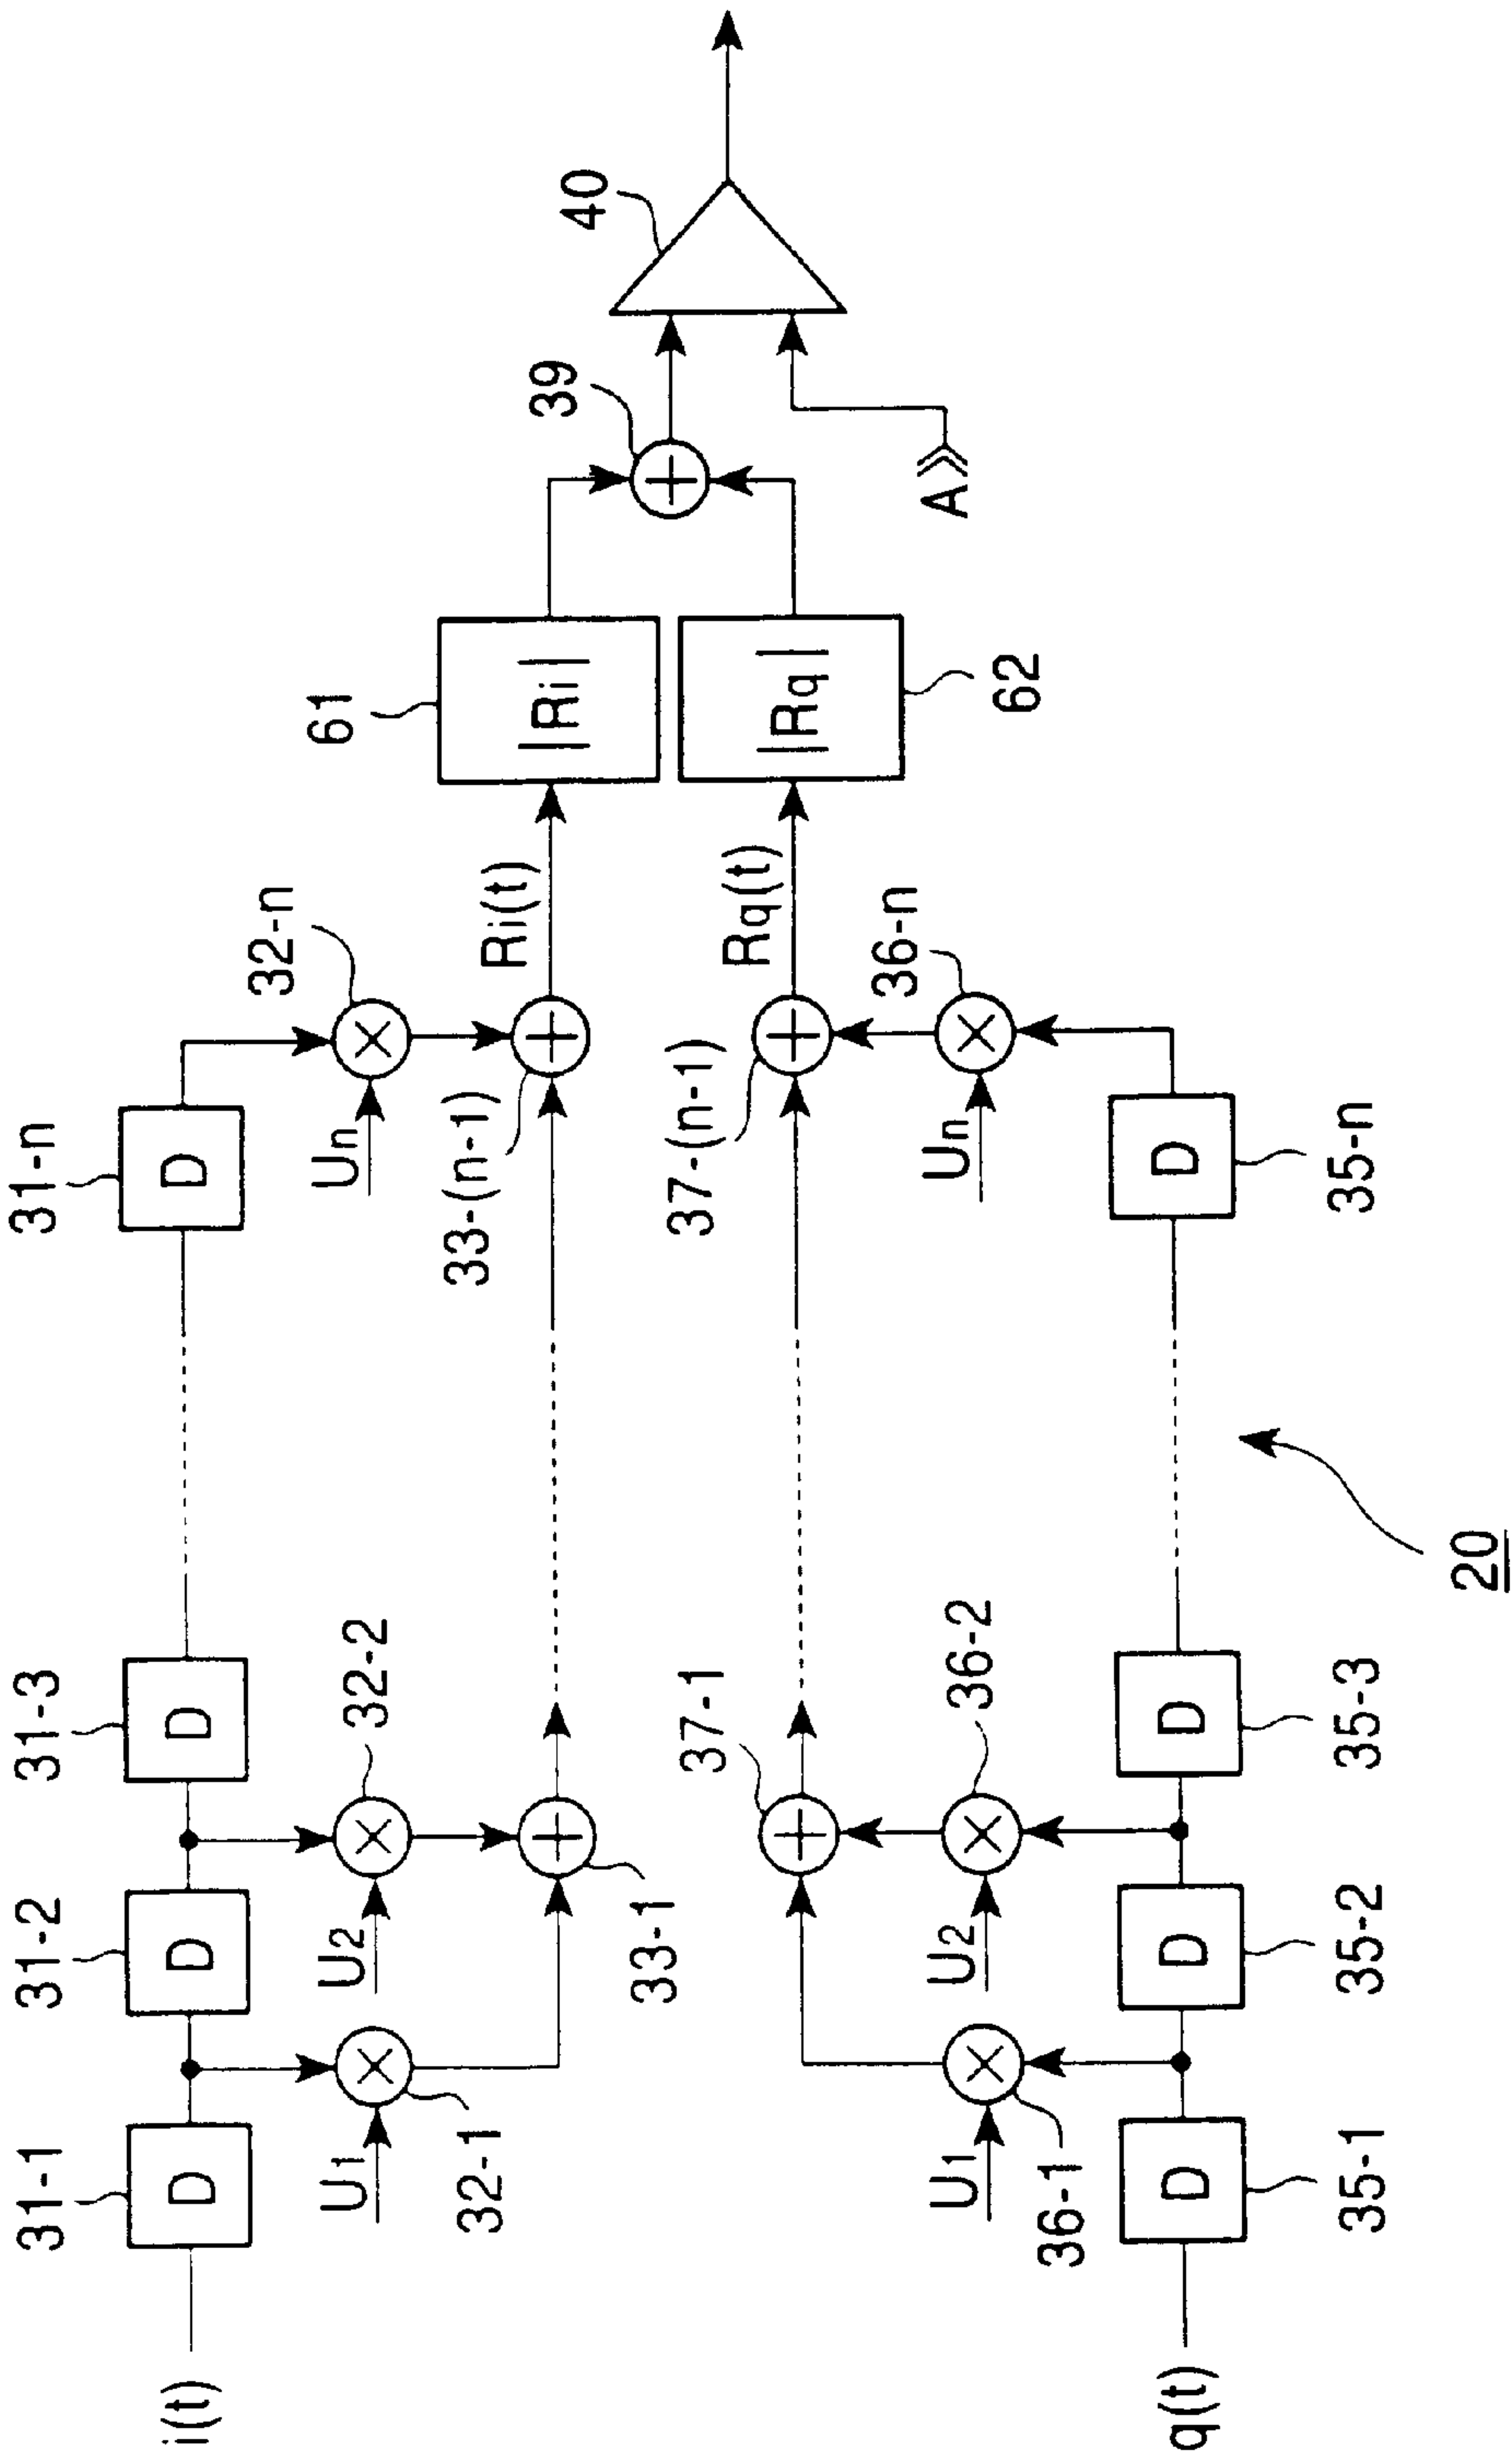 31-1
31-2
31-3
31-n
i(t)
D
D
D
D
U1
32-1
U2
32-2
Un
32-n
33-1
33-(n-1)
Ri(t)
61
|Ri|
39
40
A
37-1
37-(n-1)
Rq(t)
|Rq|
62
U1
36-1
U2
36-2
Un
36-n
q(t)
D
D
D
D
35-1
35-2
35-3
35-n
20